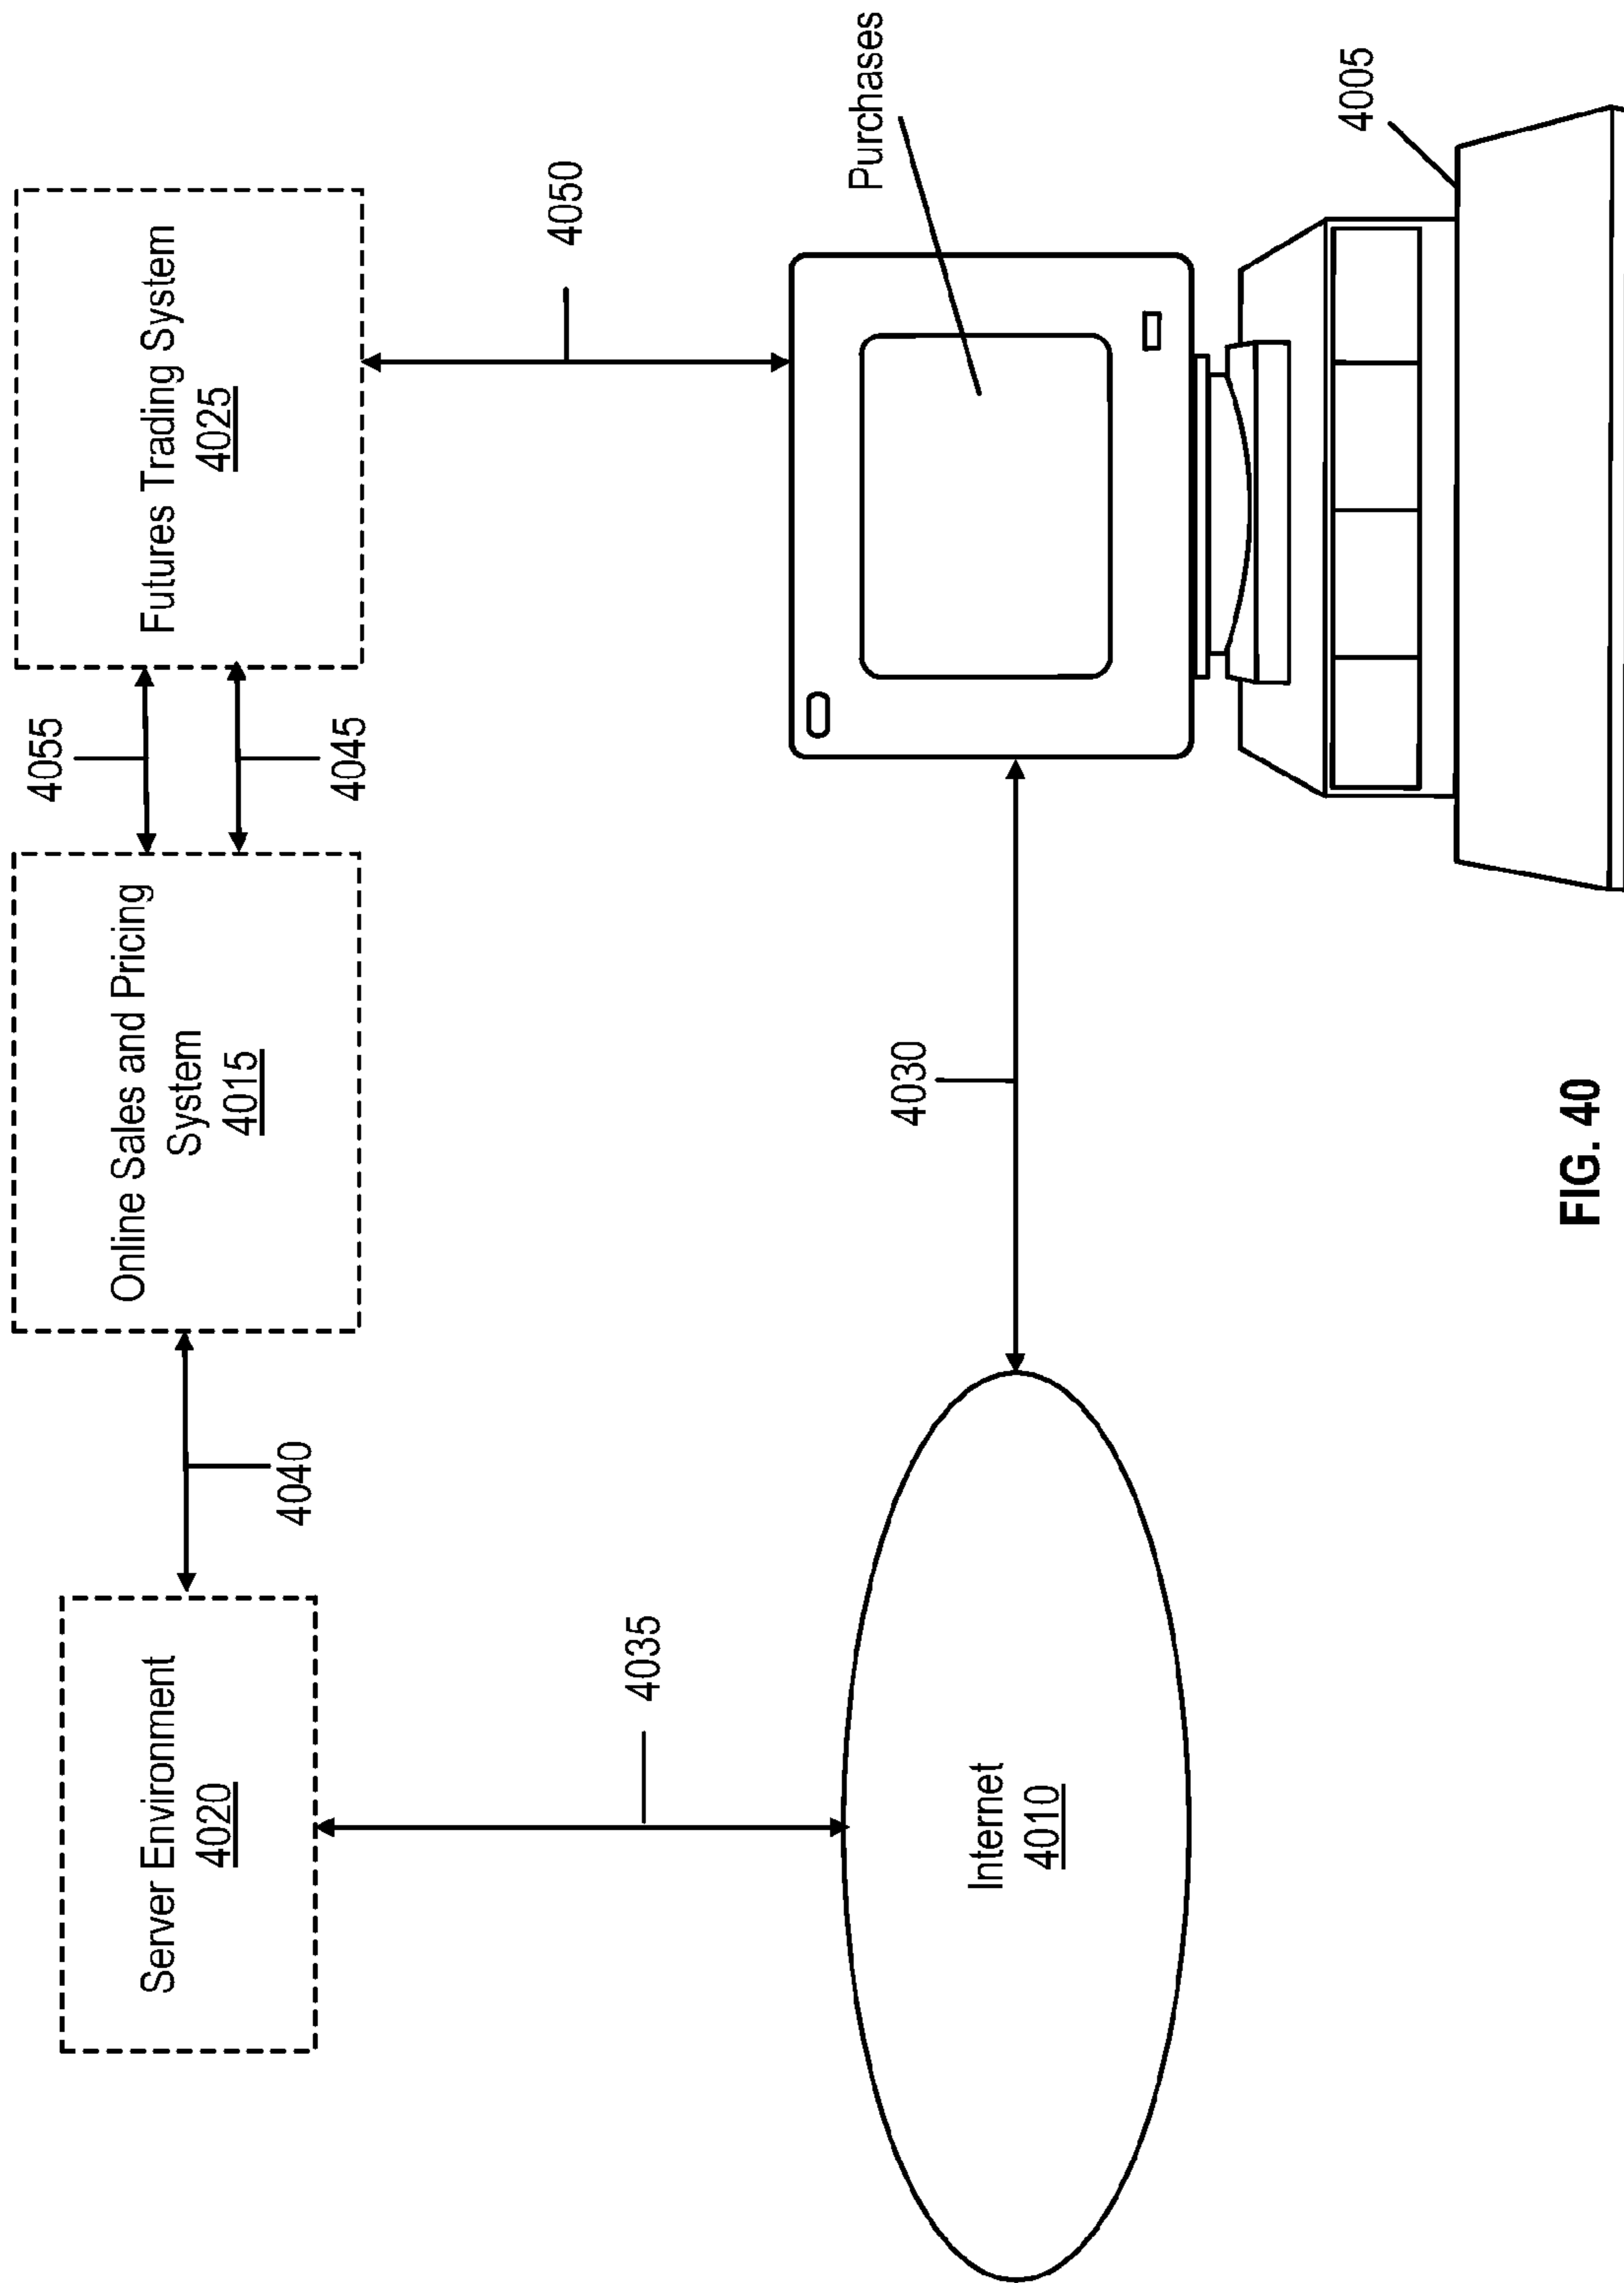 Server Environment
4020
4040
Online Sales and Pricing
System
4015
4055
4045
Futures Trading System
4025
4035
4050
Internet
4010
4030
Purchases
4005
FIG. 40